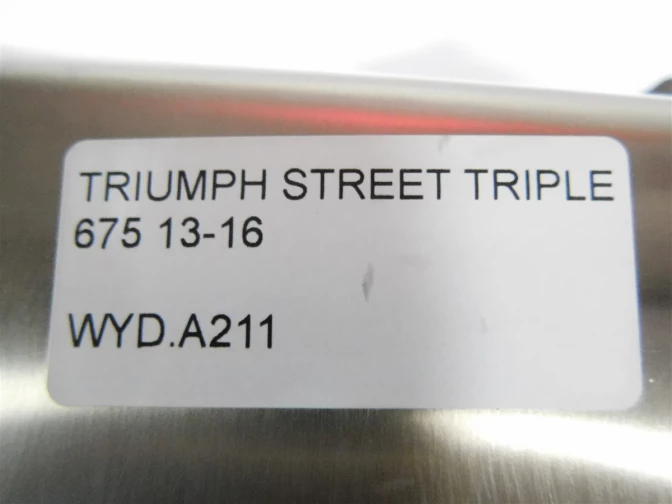 TRIUMPH STREET TRIPLE
675 13-16
WYD.A211